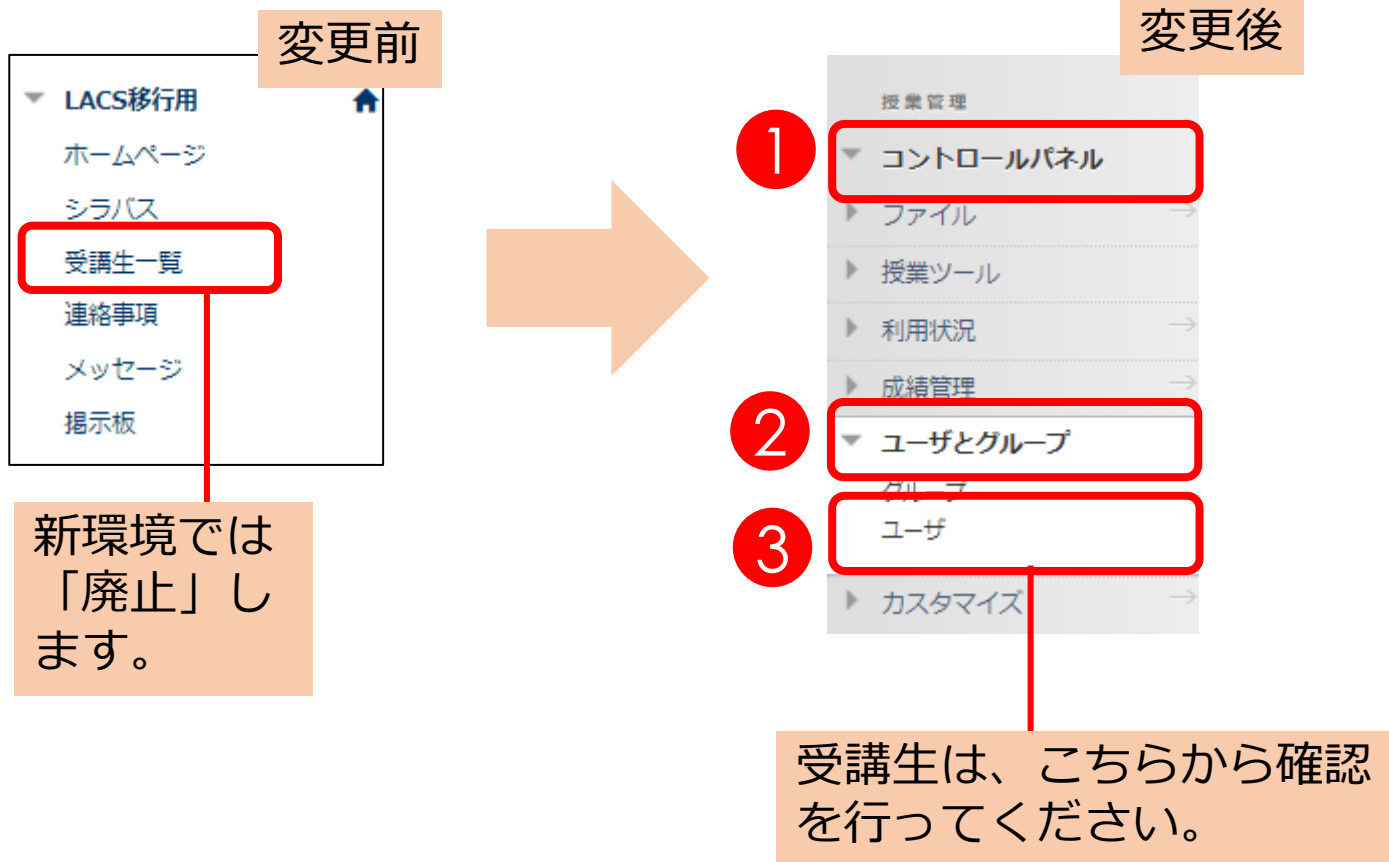 変更前
LACS移行用
ホームページ
シラバス
受講生一覧
連絡事項
メッセージ
掲示板
新環境では
「廃止」し
ます。
変更後
授業管理
1
コントロールパネル
ファイル
授業ツール
利用状況
成績管理
2
ユーザとグループ
グループ
3
ユーザ
カスタマイズ
受講生は、こちらから確認
を行ってください。